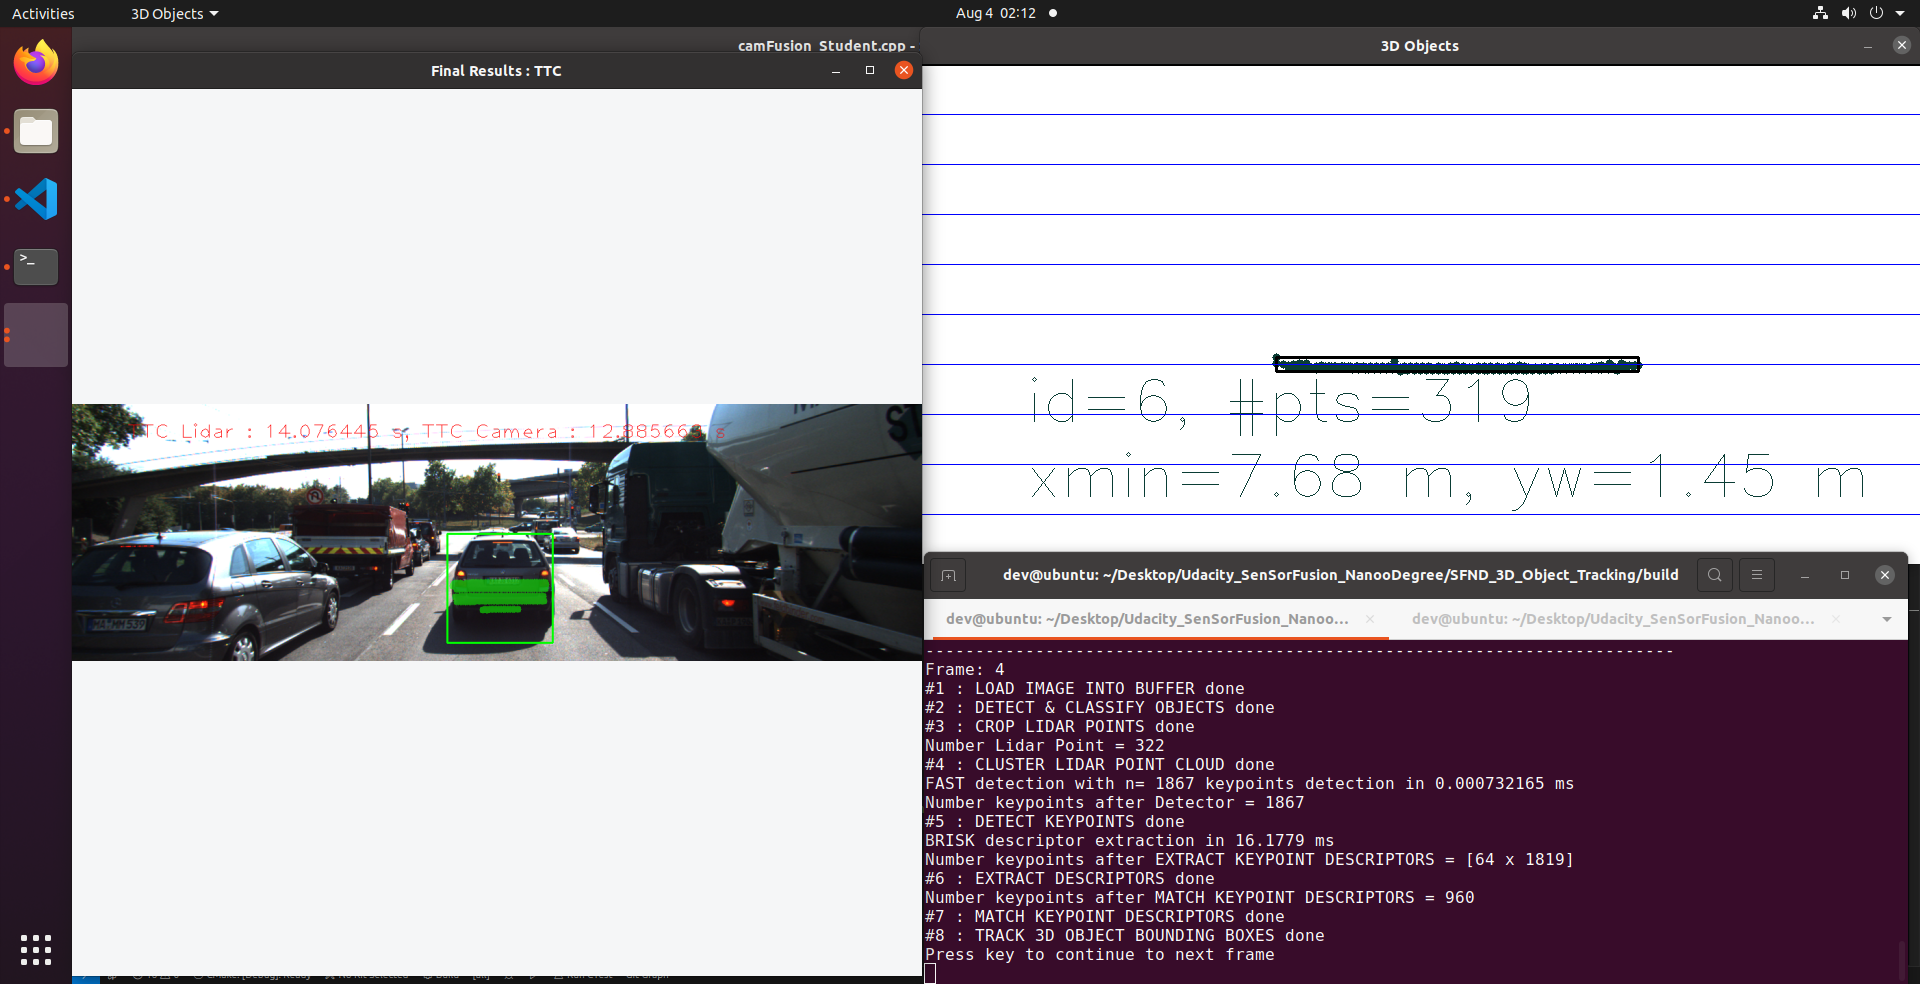 Activities
3D Objects
Aug 4 02:12
camFusion_Student.cpp -
Final Results : TTC
3D Objects
TTC Lidar : 14.076445 s, TTC Camera : 12.885668 s
MA MM 539
id=6, #pts=319
xmin=7.68 m, yw=1.45 m
dev@ubuntu: ~/Desktop/Udacity_SenSorFusion_NanooDegree/SFND_3D_Object_Tracking/build
dev@ubuntu: ~/Desktop/Udacity_SenSorFusion_Nanoo...
dev@ubuntu: ~/Desktop/Udacity_SenSorFusion_Nanoo...
---------------------------------------------------------------------------
Frame: 4
#1 : LOAD IMAGE INTO BUFFER done
#2 : DETECT & CLASSIFY OBJECTS done
#3 : CROP LIDAR POINTS done
Number Lidar Point = 322
#4 : CLUSTER LIDAR POINT CLOUD done
FAST detection with n= 1867 keypoints detection in 0.000732165 ms
Number keypoints after Detector = 1867
#5 : DETECT KEYPOINTS done
BRISK descriptor extraction in 16.1779 ms
Number keypoints after EXTRACT KEYPOINT DESCRIPTORS = [64 x 1819]
#6 : EXTRACT DESCRIPTORS done
Number keypoints after MATCH KEYPOINT DESCRIPTORS = 960
#7 : MATCH KEYPOINT DESCRIPTORS done
#8 : TRACK 3D OBJECT BOUNDING BOXES done
Press key to continue to next frame